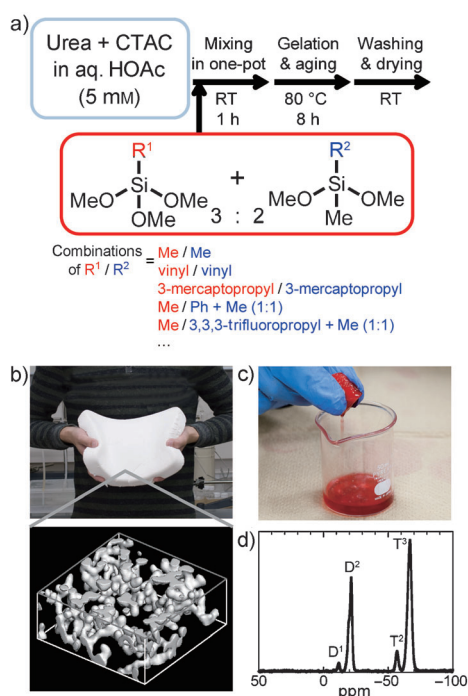 a)
Urea + CTAC
in aq. HOAc
(5 mM)
Mixing
in one-pot
Gelation
& aging
Washing
& drying
RT
1 h
80 °C
8 h
RT
R¹
R²
+
Si
Si
MeO
OMe
MeO
OMe
OMe
Me
3 : 2
Combinations
of R¹ / R²
=
Me / Me
vinyl / vinyl
3-mercaptopropyl / 3-mercaptopropyl
Me / Ph + Me (1:1)
Me / 3,3,3-trifluoropropyl + Me (1:1)
...
b)
c)
d)
T³
D²
T²
D¹
50 0 -50 -100
ppm